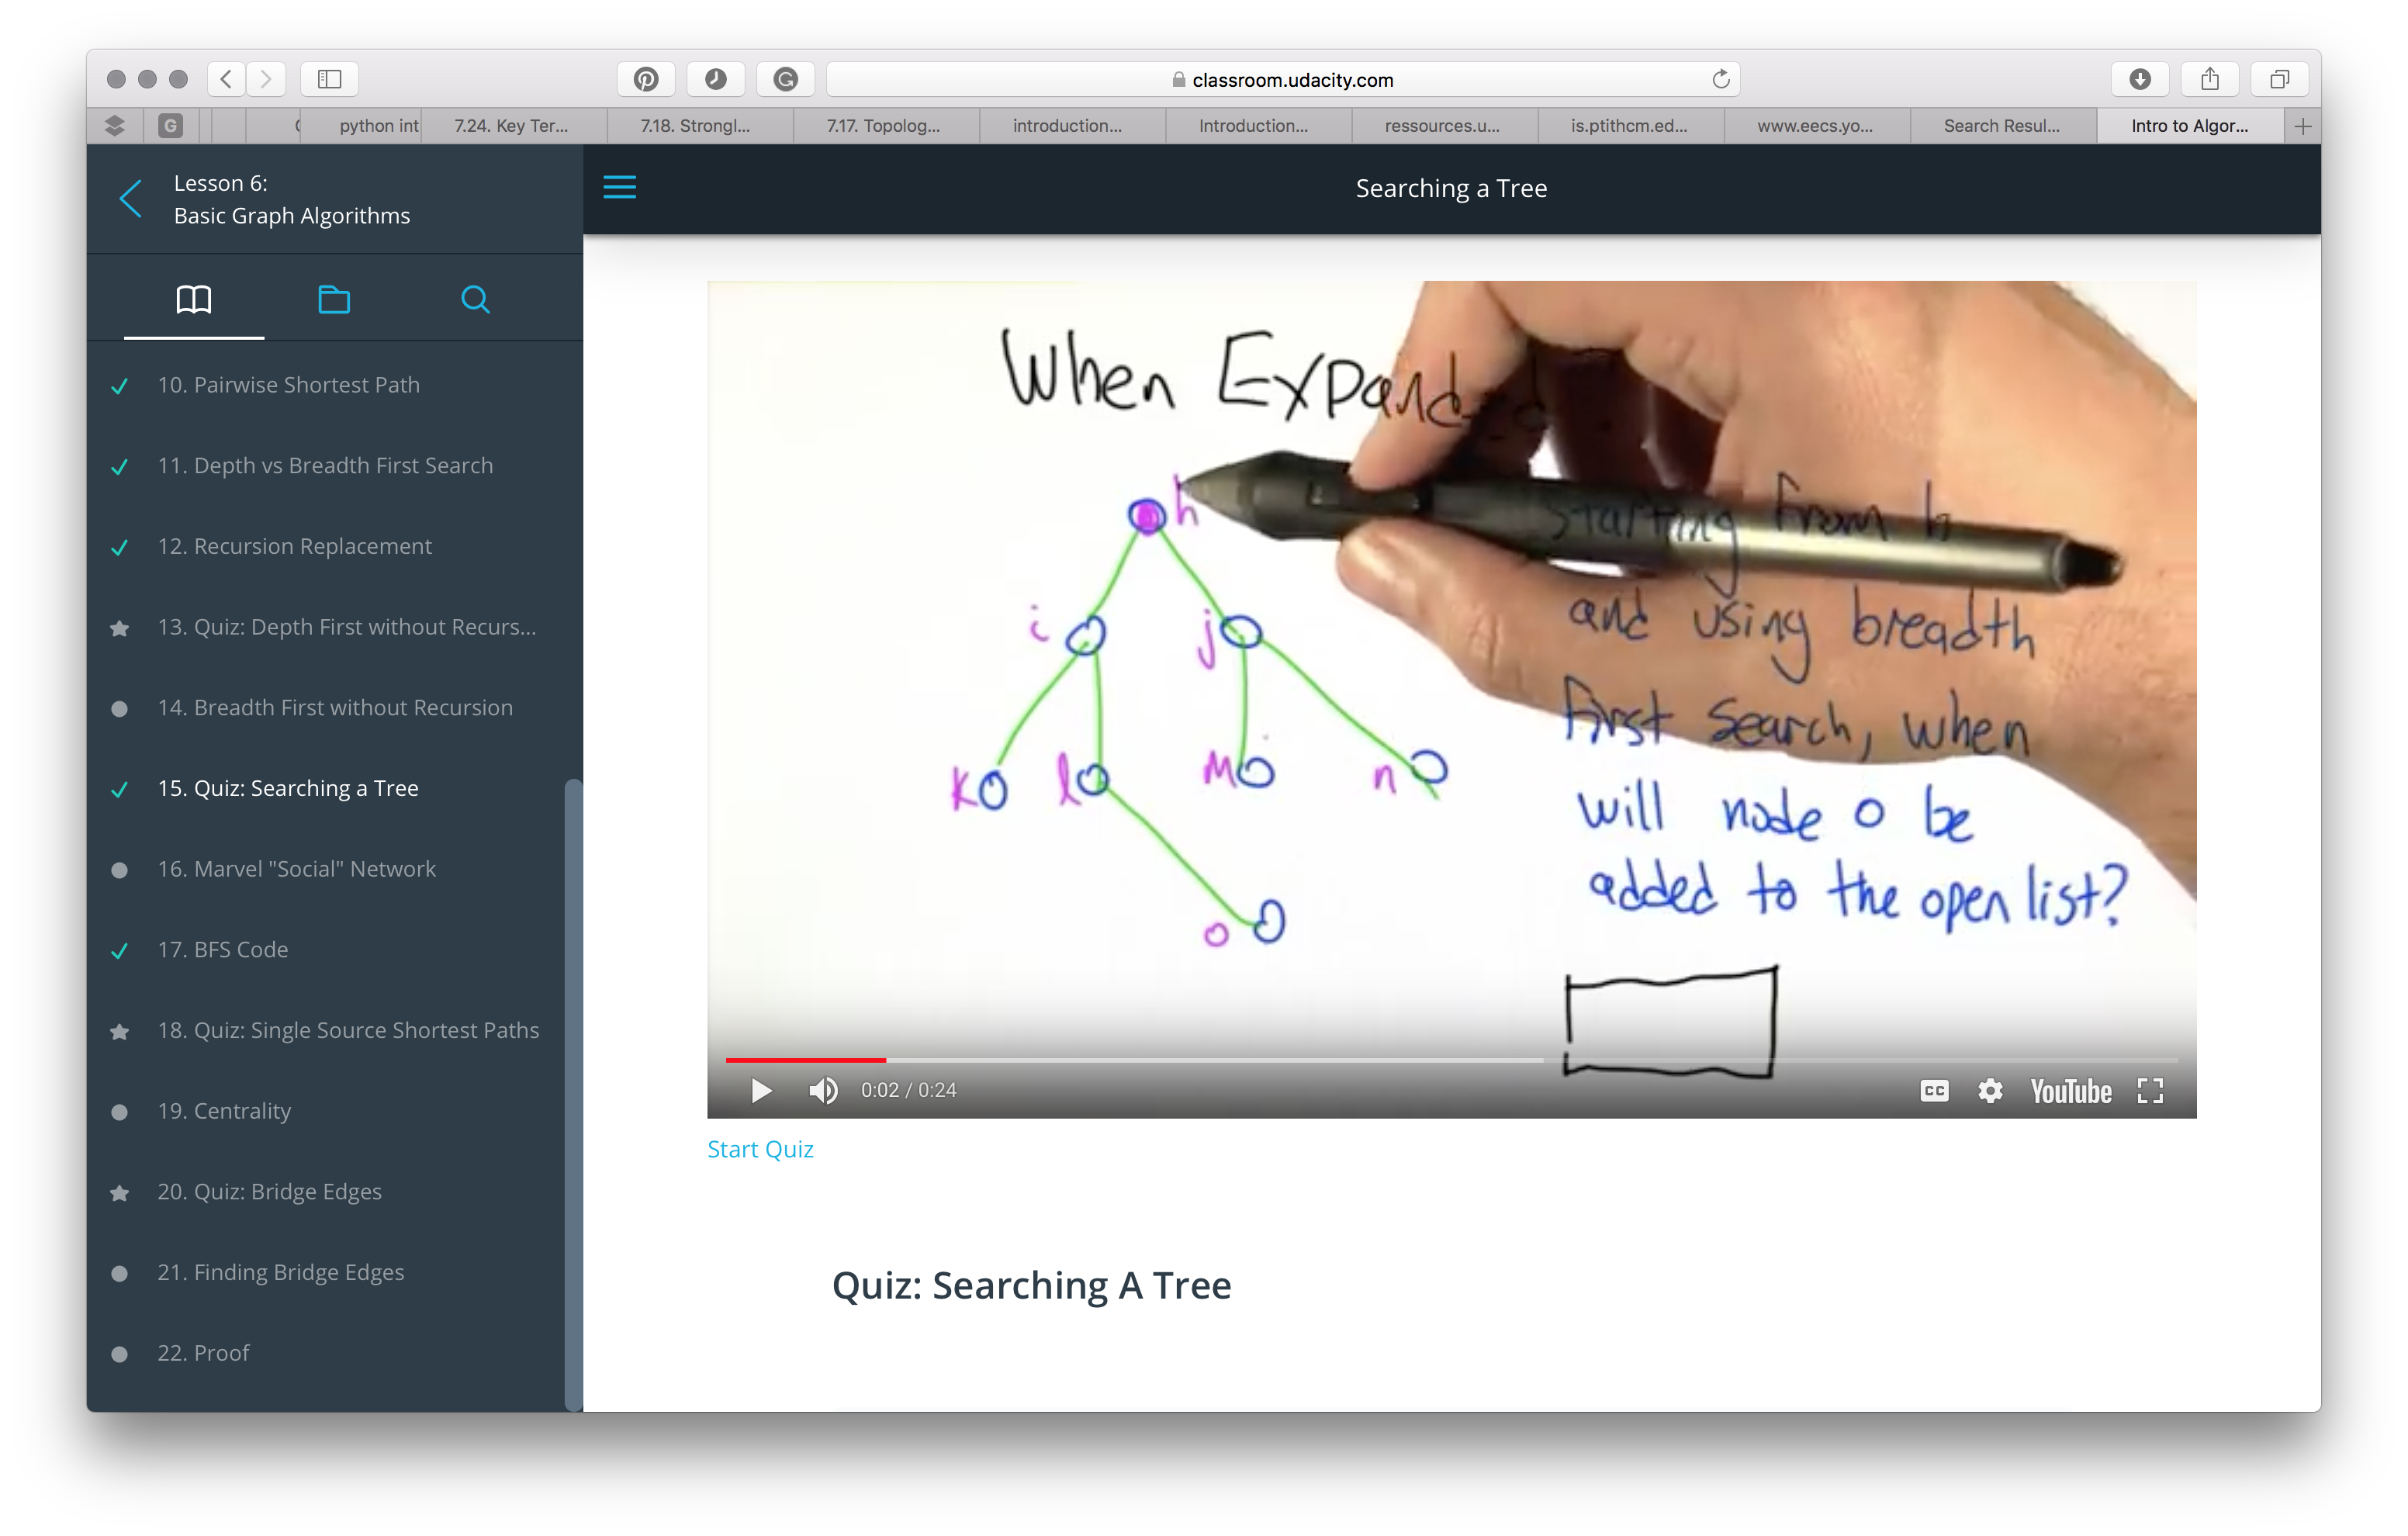 classroom.udacity.com
G
python int
7.24. Key Ter...
7.18. Strongl...
7.17. Topolog...
introduction...
Introduction...
ressources.u...
is.ptithcm.ed...
www.eecs.yo...
Search Resul...
Intro to Algor...
Lesson 6:
Basic Graph Algorithms
Searching a Tree
10. Pairwise Shortest Path
11. Depth vs Breadth First Search
12. Recursion Replacement
13. Quiz: Depth First without Recurs...
14. Breadth First without Recursion
15. Quiz: Searching a Tree
16. Marvel "Social" Network
17. BFS Code
18. Quiz: Single Source Shortest Paths
19. Centrality
20. Quiz: Bridge Edges
21. Finding Bridge Edges
22. Proof
When Expanded
h
i
j
k
l
m
n
o
Starting from h
and using breadth
first search, when
will node o be
added to the open list?
0:02 / 0:24
CC
YouTube
Start Quiz
Quiz: Searching A Tree